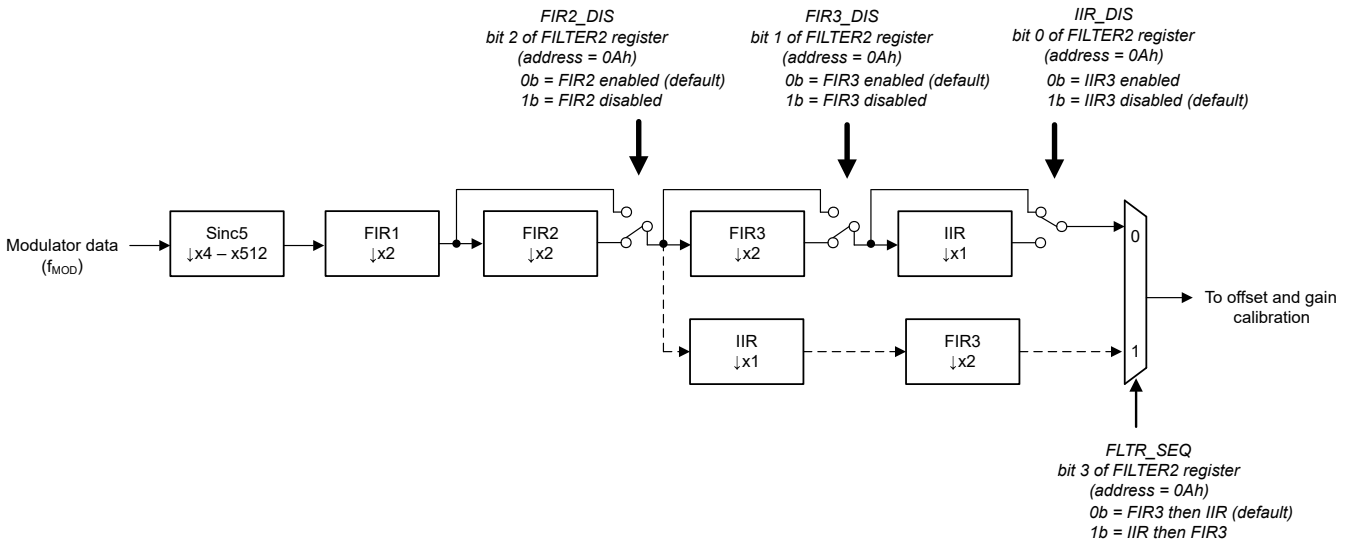 FIR2_DIS
bit 2 of FILTER2 register
(address = 0Ah)
0b = FIR2 enabled (default)
1b = FIR2 disabled
FIR3_DIS
bit 1 of FILTER2 register
(address = 0Ah)
0b = FIR3 enabled (default)
1b = FIR3 disabled
IIR_DIS
bit 0 of FILTER2 register
(address = 0Ah)
0b = IIR3 enabled
1b = IIR3 disabled (default)
Modulator data
(fMOD)
Sinc5
↓x4 – x512
FIR1
↓x2
FIR2
↓x2
FIR3
↓x2
IIR
↓x1
0
To offset and gain
calibration
IIR
↓x1
FIR3
↓x2
1
FLTR_SEQ
bit 3 of FILTER2 register
(address = 0Ah)
0b = FIR3 then IIR (default)
1b = IIR then FIR3